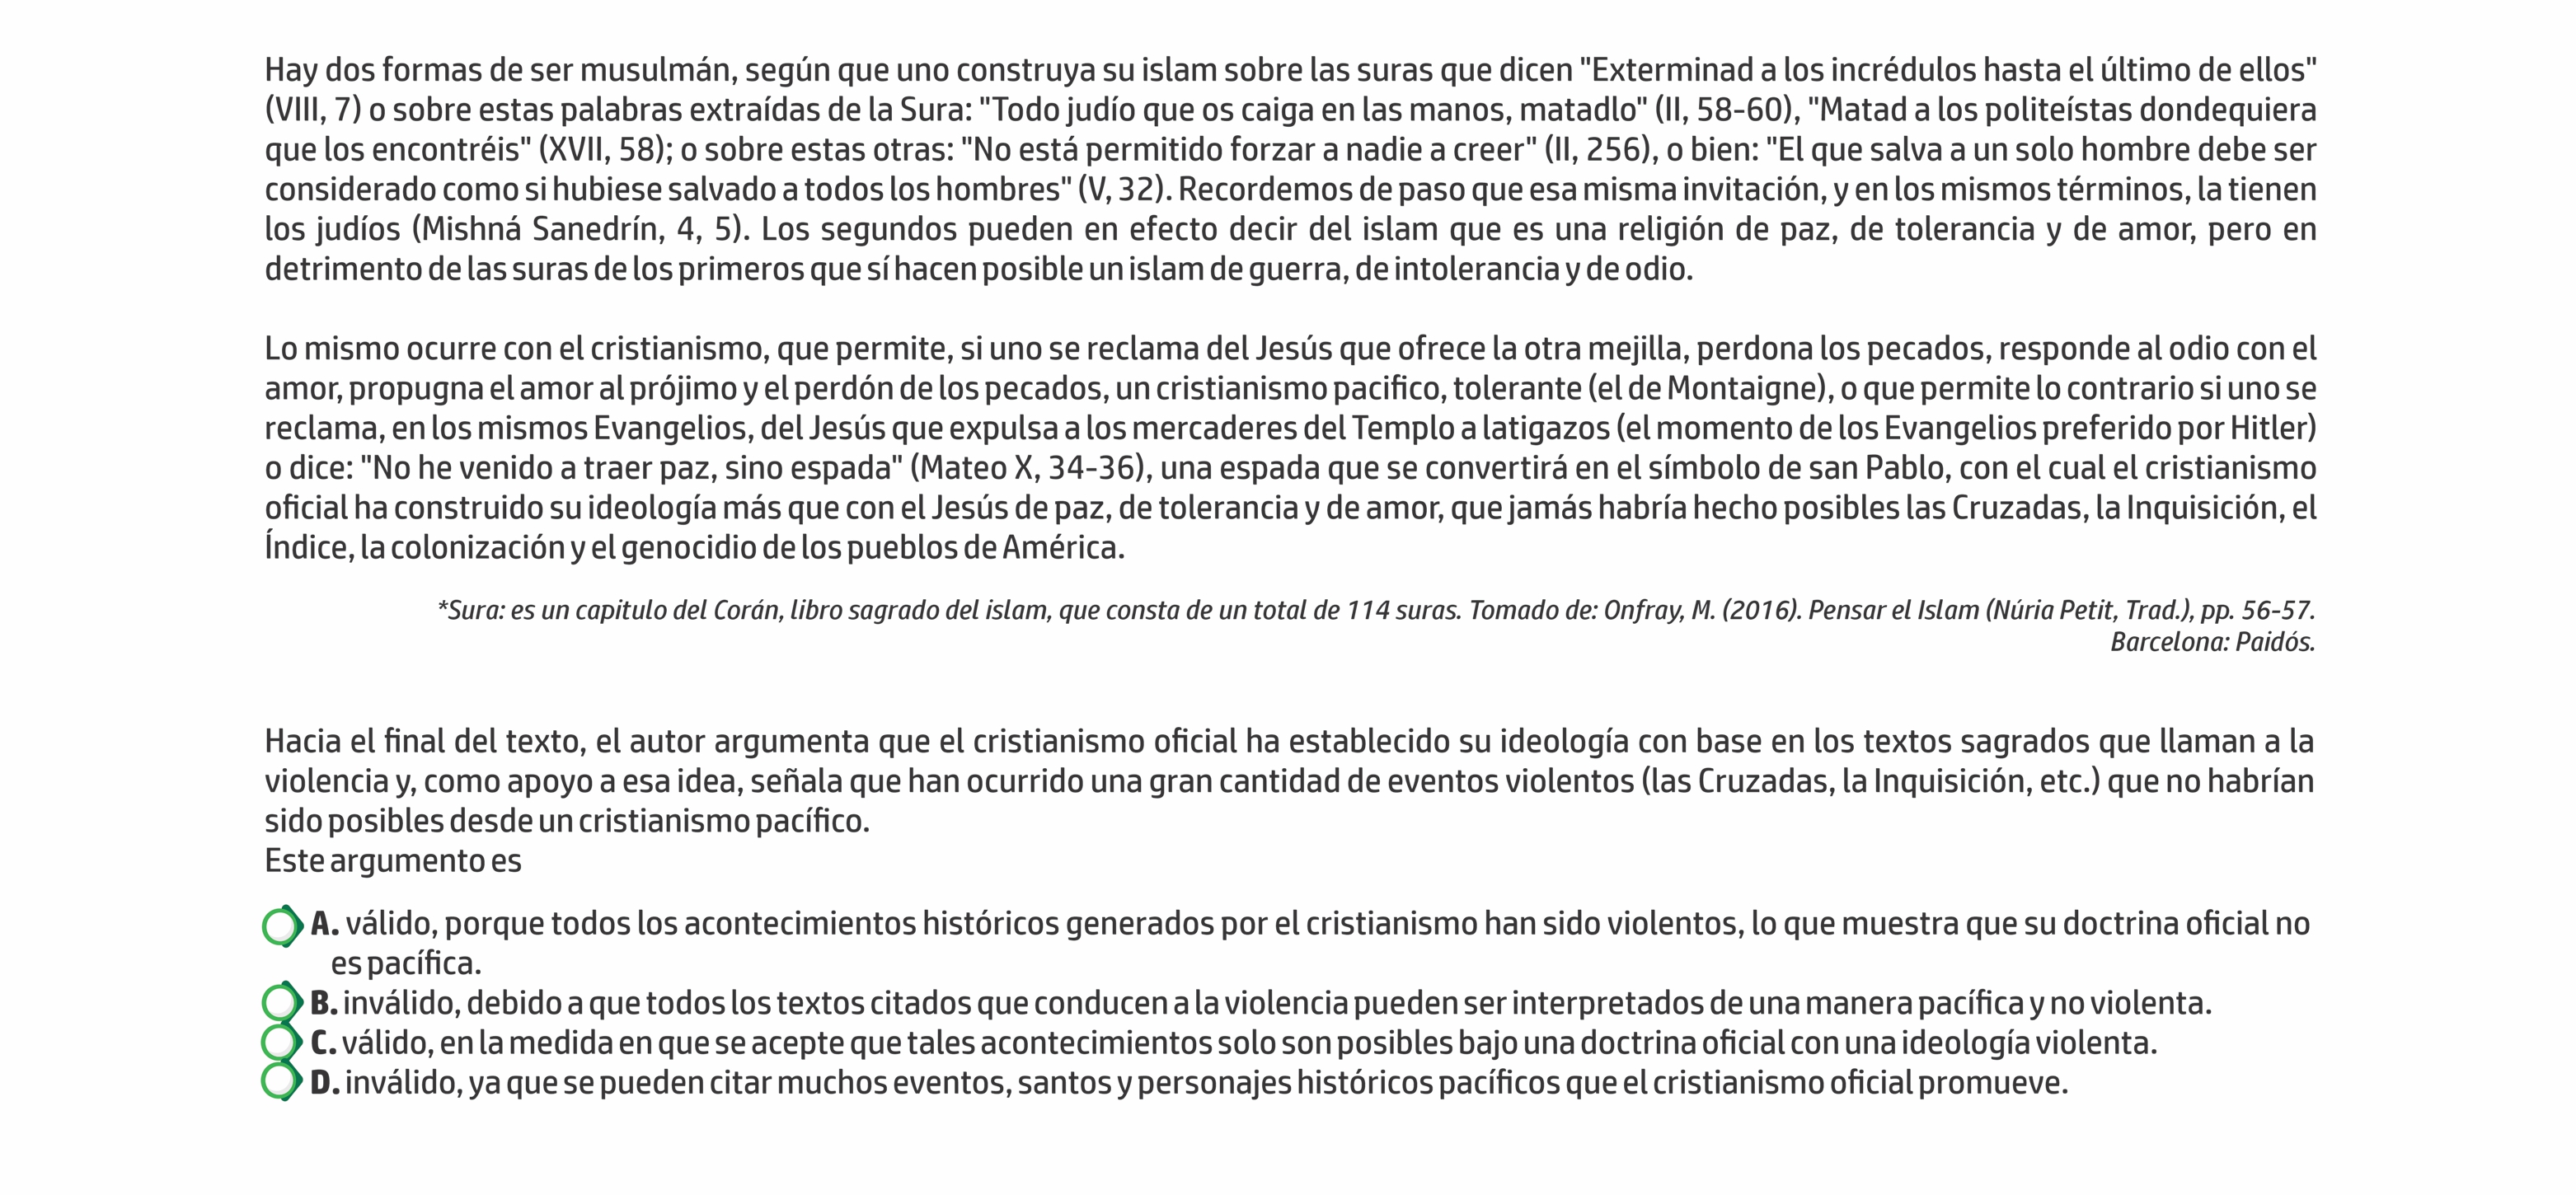 Hay dos formas de ser musulmán, según que uno construya su islam sobre las suras que dicen "Exterminad a los incrédulos hasta el último de ellos"
(VIII, 7) o sobre estas palabras extraídas de la Sura: "Todo judío que os caiga en las manos, matadlo" (II, 58-60), "Matad a los politeístas dondequiera
que los encontréis" (XVII, 58); o sobre estas otras: "No está permitido forzar a nadie a creer" (II, 256), o bien: "El que salva a un solo hombre debe ser
considerado como si hubiese salvado a todos los hombres" (V, 32). Recordemos de paso que esa misma invitación, y en los mismos términos, la tienen
los judíos (Mishná Sanedrín, 4, 5). Los segundos pueden en efecto decir del islam que es una religión de paz, de tolerancia y de amor, pero en
detrimento de las suras de los primeros que sí hacen posible un islam de guerra, de intolerancia y de odio.
Lo mismo ocurre con el cristianismo, que permite, si uno se reclama del Jesús que ofrece la otra mejilla, perdona los pecados, responde al odio con el
amor, propugna el amor al prójimo y el perdón de los pecados, un cristianismo pacifico, tolerante (el de Montaigne), o que permite lo contrario si uno se
reclama, en los mismos Evangelios, del Jesús que expulsa a los mercaderes del Templo a latigazos (el momento de los Evangelios preferido por Hitler)
o dice: "No he venido a traer paz, sino espada" (Mateo X, 34-36), una espada que se convertirá en el símbolo de san Pablo, con el cual el cristianismo
oficial ha construido su ideología más que con el Jesús de paz, de tolerancia y de amor, que jamás habría hecho posibles las Cruzadas, la Inquisición, el
Índice, la colonización y el genocidio de los pueblos de América.
*Sura: es un capitulo del Corán, libro sagrado del islam, que consta de un total de 114 suras. Tomado de: Onfray, M. (2016). Pensar el Islam (Núria Petit, Trad.), pp. 56-57.
Barcelona: Paidós.
Hacia el final del texto, el autor argumenta que el cristianismo oficial ha establecido su ideología con base en los textos sagrados que llaman a la
violencia y, como apoyo a esa idea, señala que han ocurrido una gran cantidad de eventos violentos (las Cruzadas, la Inquisición, etc.) que no habrían
sido posibles desde un cristianismo pacífico.
Este argumento es
A. válido, porque todos los acontecimientos históricos generados por el cristianismo han sido violentos, lo que muestra que su doctrina oficial no
es pacífica.
B. inválido, debido a que todos los textos citados que conducen a la violencia pueden ser interpretados de una manera pacífica y no violenta.
C. válido, en la medida en que se acepte que tales acontecimientos solo son posibles bajo una doctrina oficial con una ideología violenta.
D. inválido, ya que se pueden citar muchos eventos, santos y personajes históricos pacíficos que el cristianismo oficial promueve.